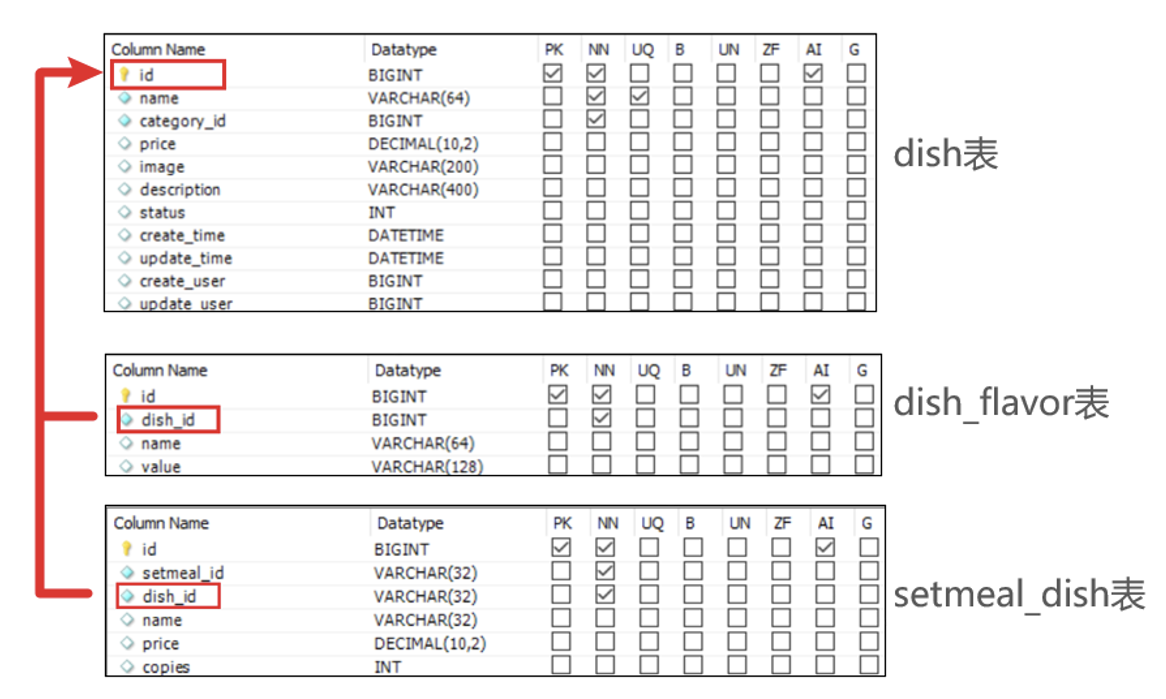 Column Name Datatype PK NN UQ B UN ZF AI G
id BIGINT
name VARCHAR(64)
category_id BIGINT
price DECIMAL(10,2)
image VARCHAR(200)
description VARCHAR(400)
status INT
create_time DATETIME
update_time DATETIME
create_user BIGINT
update_user BIGINT
dish表
Column Name Datatype PK NN UQ B UN ZF AI G
id BIGINT
dish_id BIGINT
name VARCHAR(64)
value VARCHAR(128)
dish_flavor表
Column Name Datatype PK NN UQ B UN ZF AI G
id BIGINT
setmeal_id VARCHAR(32)
dish_id VARCHAR(32)
name VARCHAR(32)
price DECIMAL(10,2)
copies INT
setmeal_dish表